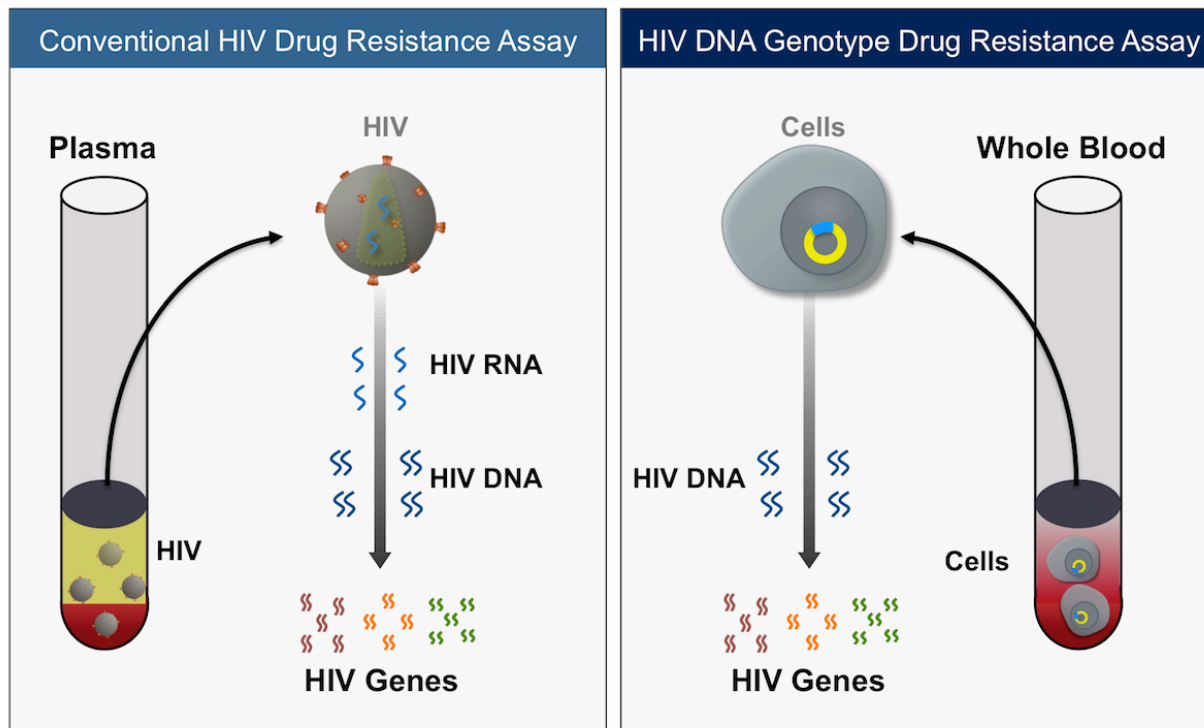 Conventional HIV Drug Resistance Assay
Plasma
HIV
HIV RNA
HIV DNA
HIV
HIV Genes
HIV DNA Genotype Drug Resistance Assay
Cells
Whole Blood
HIV DNA
Cells
HIV Genes